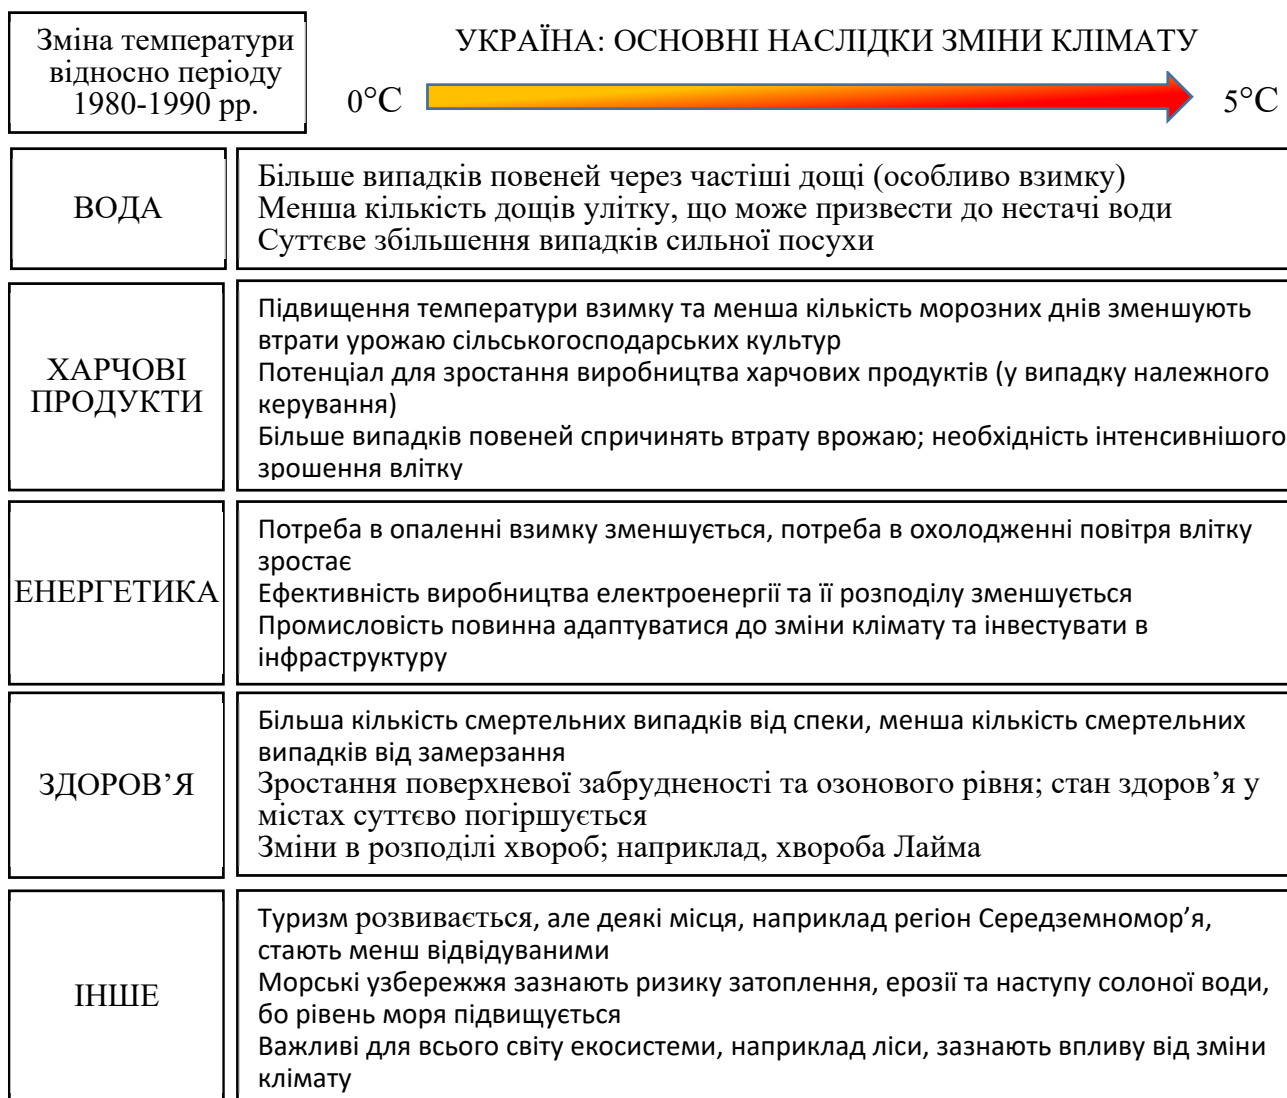 Зміна температури
відносно періоду
1980-1990 рр.
УКРАЇНА: ОСНОВНІ НАСЛІДКИ ЗМІНИ КЛІМАТУ
0°C
5°C
ВОДА
Більше випадків повеней через частіші дощі (особливо взимку)
Менша кількість дощів улітку, що може призвести до нестачі води
Суттєве збільшення випадків сильної посухи
ХАРЧОВІ
ПРОДУКТИ
Підвищення температури взимку та менша кількість морозних днів зменшують
втрати урожаю сільськогосподарських культур
Потенціал для зростання виробництва харчових продуктів (у випадку належного
керування)
Більше випадків повеней спричинять втрату врожаю; необхідність інтенсивнішого
зрошення влітку
ЕНЕРГЕТИКА
Потреба в опаленні взимку зменшується, потреба в охолодженні повітря влітку
зростає
Ефективність виробництва електроенергії та її розподілу зменшується
Промисловість повинна адаптуватися до зміни клімату та інвестувати в
інфраструктуру
ЗДОРОВ’Я
Більша кількість смертельних випадків від спеки, менша кількість смертельних
випадків від замерзання
Зростання поверхневої забрудненості та озонового рівня; стан здоров’я у
містах суттєво погіршується
Зміни в розподілі хвороб; наприклад, хвороба Лайма
ІНШЕ
Туризм розвивається, але деякі місця, наприклад регіон Середземномор’я,
стають менш відвідуваними
Морські узбережжя зазнають ризику затоплення, ерозії та наступу солоної води,
бо рівень моря підвищується
Важливі для всього світу екосистеми, наприклад ліси, зазнають впливу від зміни
клімату